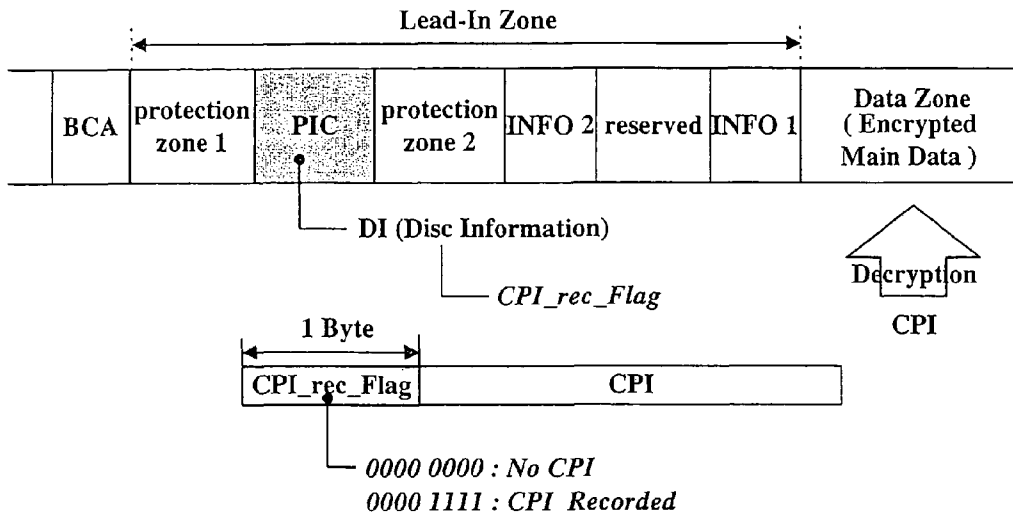 Lead-In Zone
BCA
protection
zone 1
PIC
protection
zone 2
INFO 2
reserved
INFO 1
Data Zone
( Encrypted
Main Data )
DI (Disc Information)
CPI_rec_Flag
Decryption
CPI
1 Byte
CPI_rec_Flag
CPI
0000 0000 : No CPI
0000 1111 : CPI Recorded